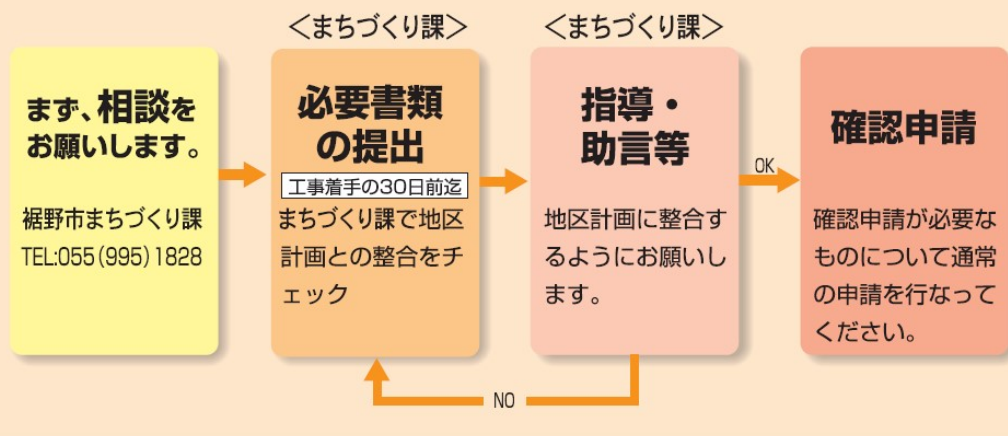 まず、相談を
お願いします。
裾野市まちづくり課
TEL:055(995)1828
＜まちづくり課＞
必要書類
の提出
工事着手の30日前迄
まちづくり課で地区
計画との整合をチ
ェック
＜まちづくり課＞
指導・
助言等
地区計画に整合す
るようにお願いし
ます。
OK
確認申請
確認申請が必要な
ものについて通常
の申請を行なって
ください。
NO